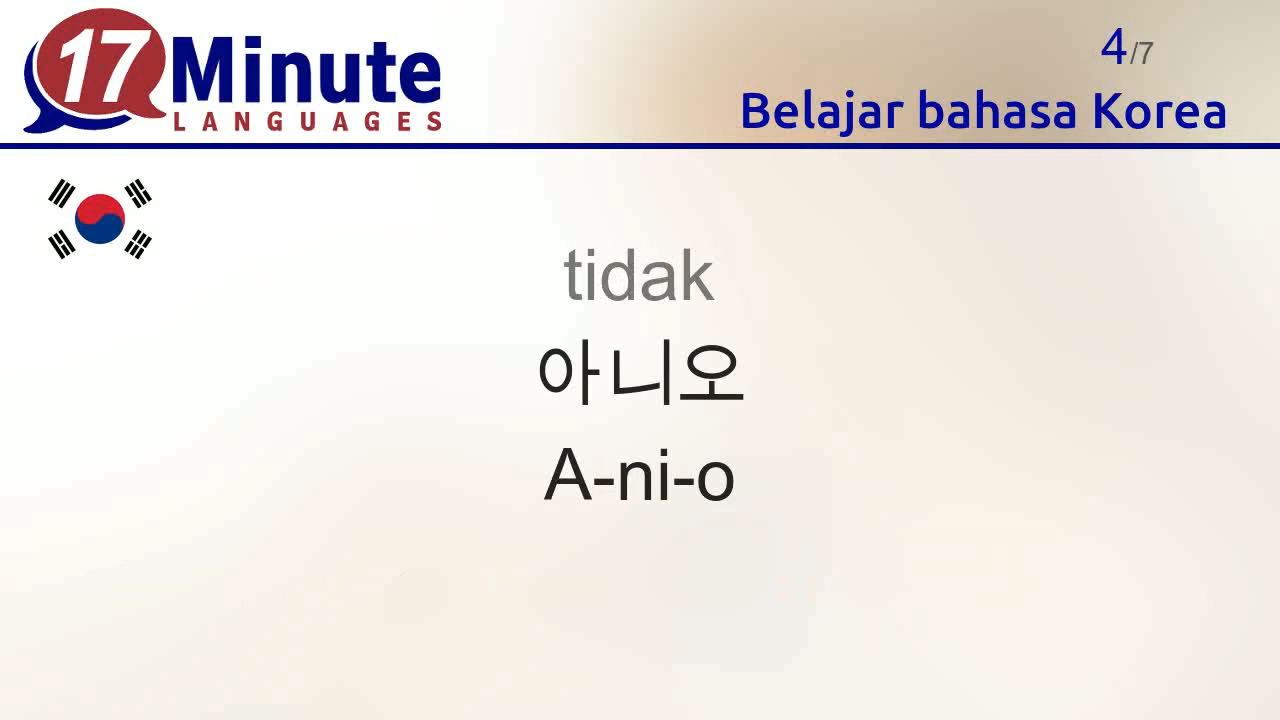 17 Minute
LANGUAGES
4/7
Belajar bahasa Korea
tidak
아니오
A-ni-o